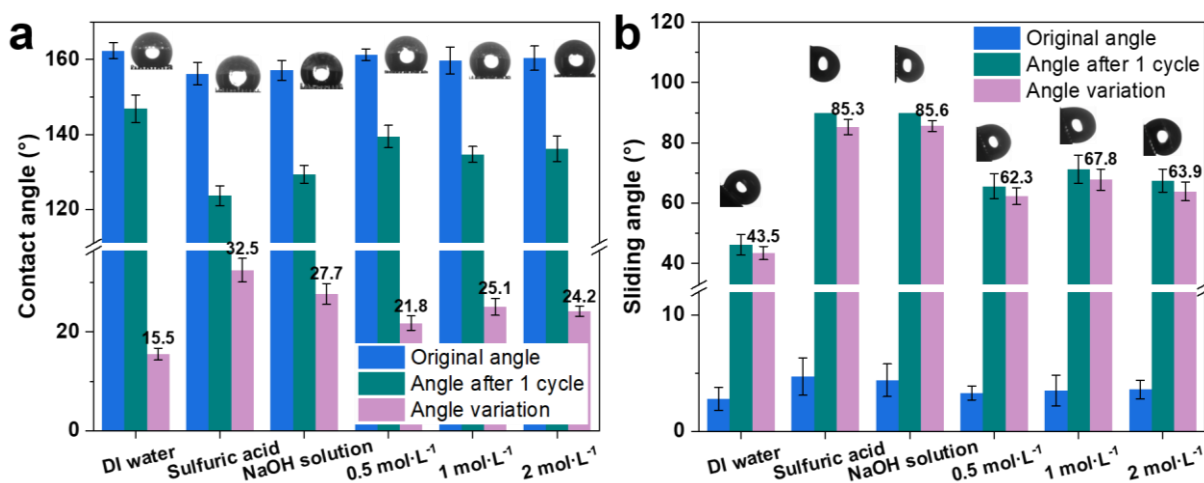 a
Contact angle (°)
160
140
120
20
0
15.5
32.5
27.7
21.8
25.1
24.2
Original angle
Angle after 1 cycle
Angle variation
DI water
Sulfuric acid
NaOH solution
0.5 mol·L⁻¹
1 mol·L⁻¹
2 mol·L⁻¹
b
Sliding angle (°)
120
100
80
60
40
10
5
0
Original angle
Angle after 1 cycle
Angle variation
43.5
85.3
85.6
62.3
67.8
63.9
DI water
Sulfuric acid
NaOH solution
0.5 mol·L⁻¹
1 mol·L⁻¹
2 mol·L⁻¹